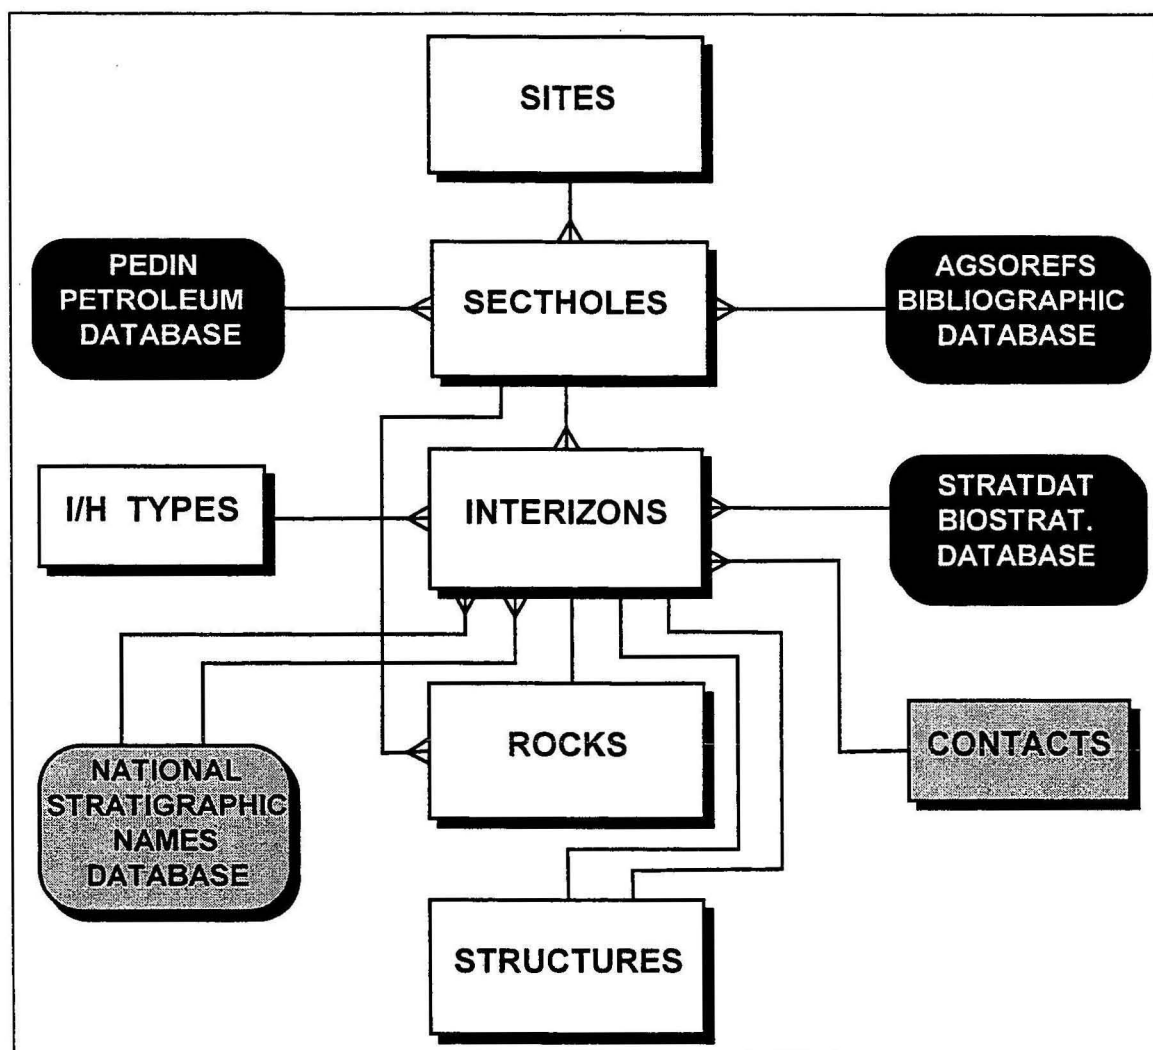 SITES
PEDIN
PETROLEUM
DATABASE
SECTHOLES
AGSOREFS
BIBLIOGRAPHIC
DATABASE
I/H TYPES
INTERIZONS
STRATDAT
BIOSTRAT.
DATABASE
NATIONAL
STRATIGRAPHIC
NAMES
DATABASE
ROCKS
CONTACTS
STRUCTURES